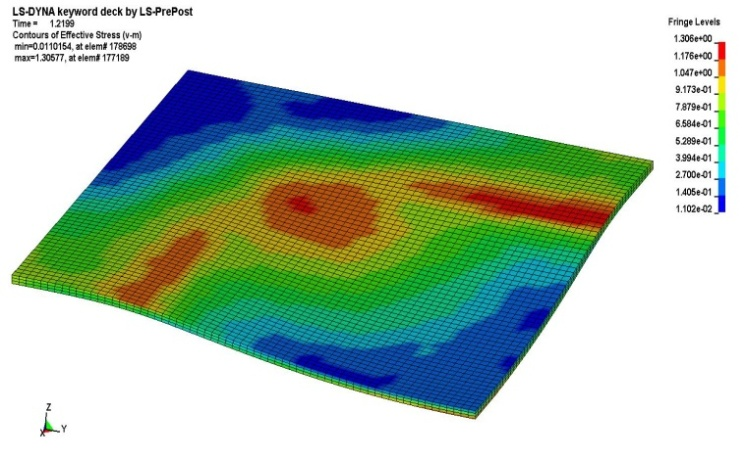 LS-DYNA keyword deck by LS-PrePost
Time = 1.2199
Contours of Effective Stress (v-m)
min=0.0110154, at elem# 178698
max=1.30577, at elem# 177189
Fringe Levels
1.306e+00
1.176e+00
1.047e+00
9.173e-01
7.879e-01
6.584e-01
5.289e-01
3.994e-01
2.700e-01
1.405e-01
1.102e-02
Z
X Y